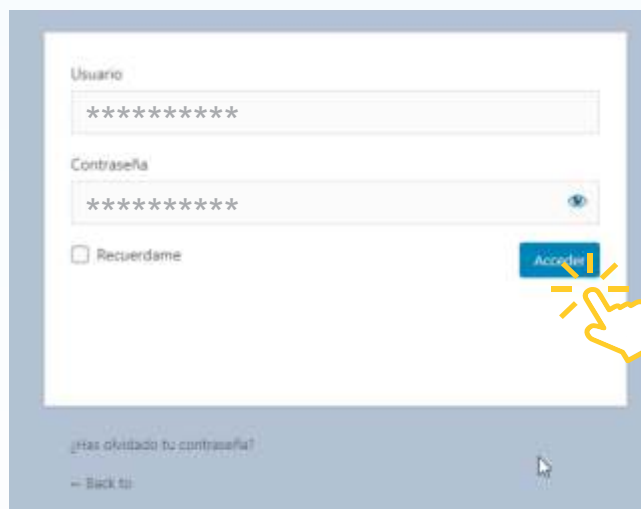 Usuario
**********
Contraseña
**********
Recuerdame
Acceder
¿Has olvidado tu contraseña?
← Back to